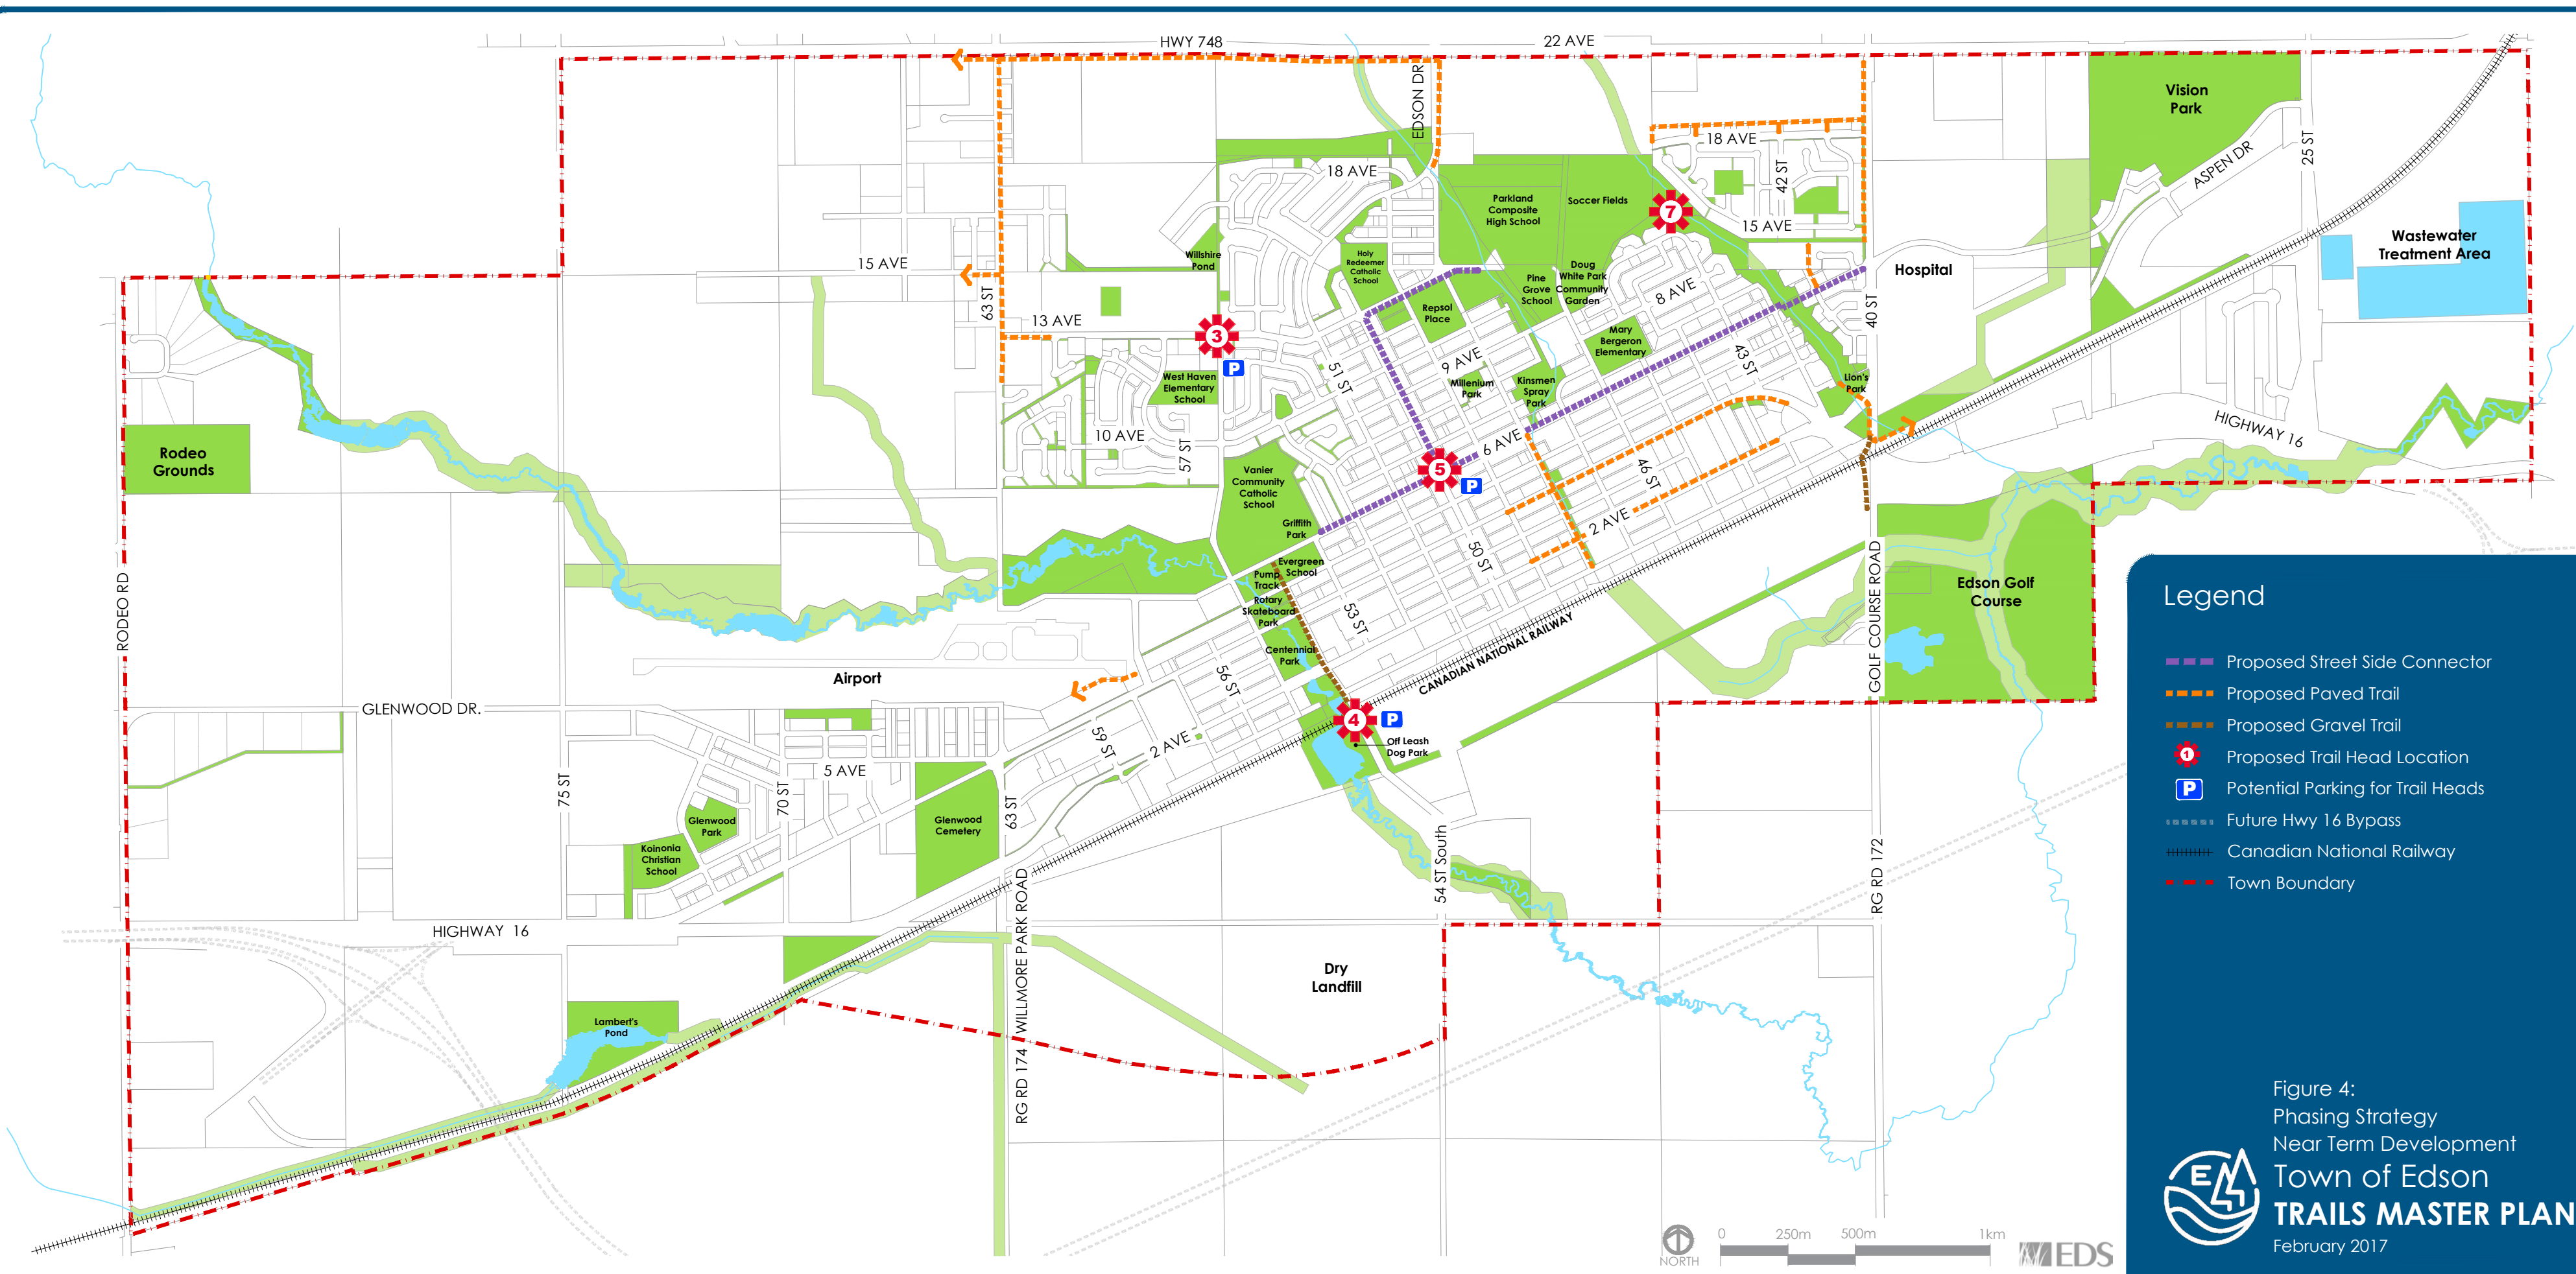 HWY 748
22 AVE
EDSON DR
Vision
Park
18 AVE
42 ST
25 ST
ASPEN DR
18 AVE
Parkland
Composite
High School
Soccer Fields
7
15 AVE
Wastewater
Treatment Area
Willshire
Pond
Holy
Redeemer
Catholic
School
15 AVE
Hospital
Pine
Grove
School
Doug
White Park
Community
Garden
8 AVE
63 ST
40 ST
13 AVE
3
P
Repsol
Place
Mary
Bergeron
Elementary
43 ST
51 ST
9 AVE
West Haven
Elementary
School
Millenium
Park
Kinsmen
Spray
Park
Lion's
Park
HIGHWAY 16
10 AVE
57 ST
6 AVE
Rodeo
Grounds
Vanier
Community
Catholic
School
5
P
46 ST
Griffith
Park
2 AVE
50 ST
Evergreen
School
Pump
Track
Rotary
Skateboard
Park
53 ST
RODEO RD
GOLF COURSE ROAD
Edson Golf
Course
CANADIAN NATIONAL RAILWAY
Centennial
Park
56 ST
Airport
GLENWOOD DR.
4
P
Off Leash
Dog Park
59 ST
2 AVE
5 AVE
75 ST
70 ST
63 ST
Glenwood
Park
Glenwood
Cemetery
Koinonia
Christian
School
54 ST South
RG RD 172
HIGHWAY 16
RG RD 174 WILLMORE PARK ROAD
Dry
Landfill
Lambert's
Pond
NORTH
0 250m 500m 1km
EDS
Legend
Proposed Street Side Connector
Proposed Paved Trail
Proposed Gravel Trail
1 Proposed Trail Head Location
P Potential Parking for Trail Heads
Future Hwy 16 Bypass
Canadian National Railway
Town Boundary
Figure 4:
Phasing Strategy
Near Term Development
Town of Edson
TRAILS MASTER PLAN
February 2017